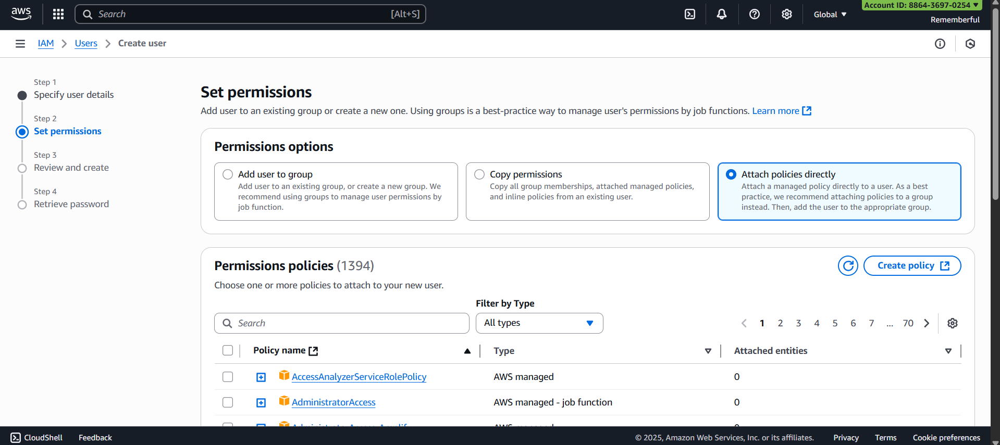 aws
Search
[Alt+S]
Global
Account ID: 8864-3697-0254
Rememberful
IAM
Users
Create user
Step 1
Specify user details
Step 2
Set permissions
Step 3
Review and create
Step 4
Retrieve password
Set permissions
Add user to an existing group or create a new one. Using groups is a best-practice way to manage user's permissions by job functions. Learn more
Permissions options
Add user to group
Add user to an existing group, or create a new group. We
recommend using groups to manage user permissions by
job function.
Copy permissions
Copy all group memberships, attached managed policies,
and inline policies from an existing user.
Attach policies directly
Attach a managed policy directly to a user. As a best
practice, we recommend attaching policies to a group
instead. Then, add the user to the appropriate group.
Permissions policies (1394)
Create policy
Choose one or more policies to attach to your new user.
Filter by Type
Search
All types
1 2 3 4 5 6 7 ... 70
Policy name
Type
Attached entities
AccessAnalyzerServiceRolePolicy
AWS managed
0
AdministratorAccess
AWS managed - job function
0
CloudShell
Feedback
© 2025, Amazon Web Services, Inc. or its affiliates.
Privacy
Terms
Cookie preferences